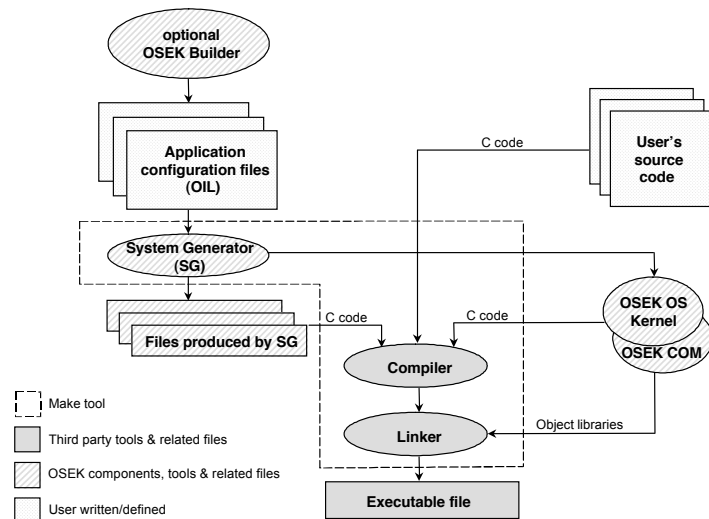 optional
OSEK Builder
Application
configuration files
(OIL)
C code
User's
source
code
System Generator
(SG)
Files produced by SG
C code
C code
OSEK OS
Kernel
OSEK COM
Compiler
Linker
Object libraries
Executable file
Make tool
Third party tools & related files
OSEK components, tools & related files
User written/defined